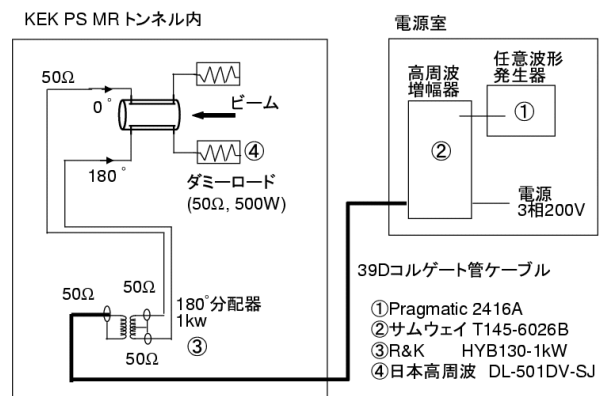 KEK PS MR トンネル内
50Ω
0°
ビーム
180°
④
ダミーロード
(50Ω, 500W)
50Ω
50Ω
50Ω
180°分配器
1kw
③
電源室
高周波
増幅器
任意波形
発生器
①
②
電源
3相200V
39Dコルゲート管ケーブル
①Pragmatic 2416A
②サムウェイ T145-6026B
③R&K HYB130-1kW
④日本高周波 DL-501DV-SJ